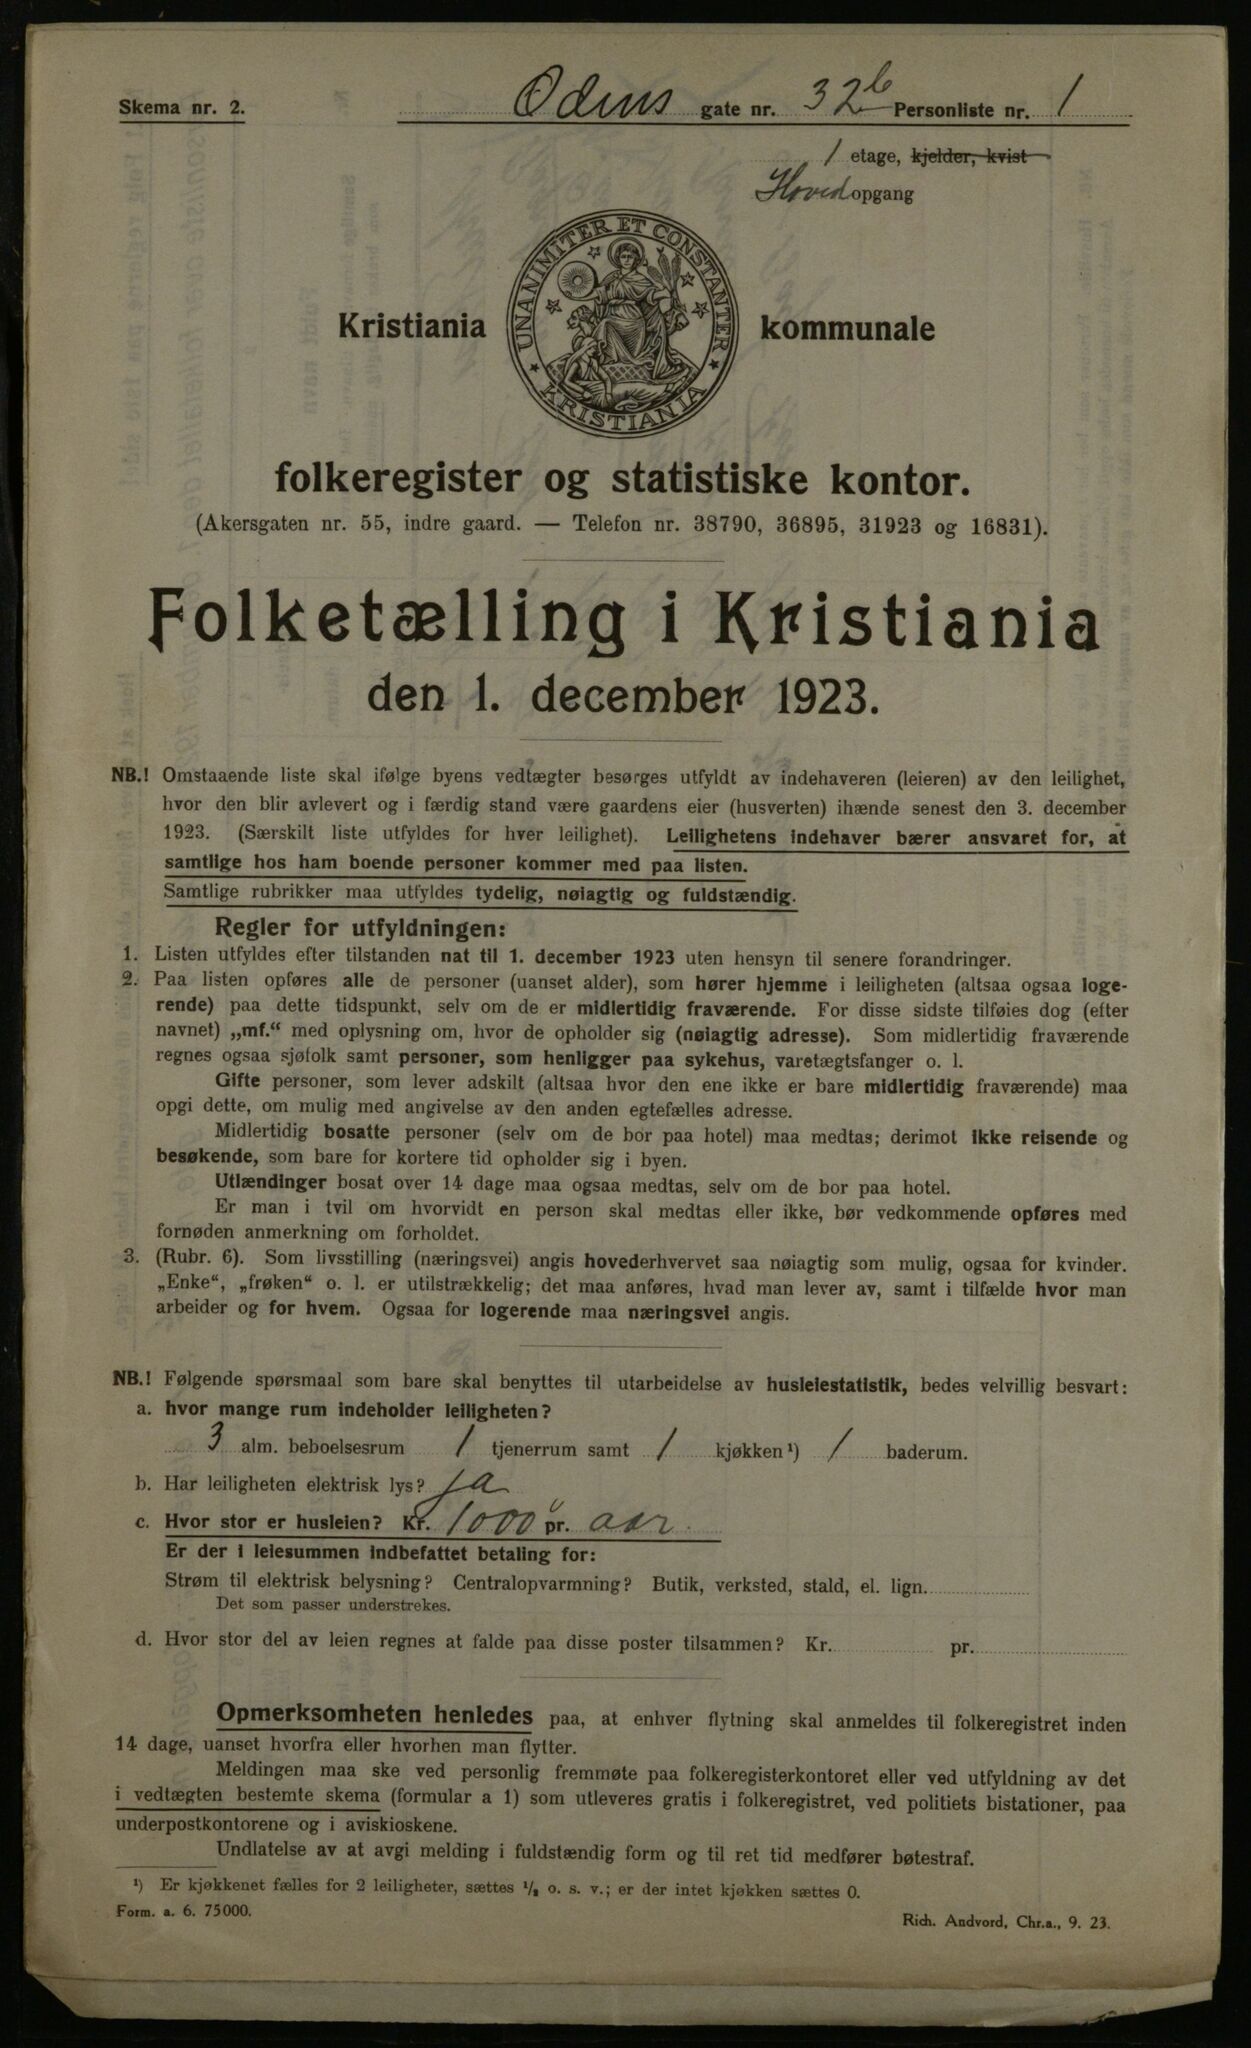 Skema nr. 2.
Odins gate nr. 32b Personliste nr. 1
1 etage, kjelder, kvist
Hovedopgang
UNANIMITER ET CONSTANTER
KRISTIANIA
Kristiania kommunale
folkeregister og statistiske kontor.
(Akersgaten nr. 55, indre gaard. — Telefon nr. 38790, 36895, 31923 og 16831).
Folketælling i Kristiania
den 1. december 1923.
NB.! Omstaaende liste skal ifølge byens vedtægter besørges utfyldt av indehaveren (leieren) av den leilighet,
hvor den blir avlevert og i færdig stand være gaardens eier (husverten) ihænde senest den 3. december
1923. (Særskilt liste utfyldes for hver leilighet). Leilighetens indehaver bærer ansvaret for, at
samtlige hos ham boende personer kommer med paa listen.
Samtlige rubrikker maa utfyldes tydelig, nøiagtig og fuldstændig.
Regler for utfyldningen:
1. Listen utfyldes efter tilstanden nat til 1. december 1923 uten hensyn til senere forandringer.
2. Paa listen opføres alle de personer (uanset alder), som hører hjemme i leiligheten (altsaa ogsaa loge-
rende) paa dette tidspunkt, selv om de er midlertidig fraværende. For disse sidste tilføies dog (efter
navnet) „mf.“ med oplysning om, hvor de opholder sig (nøiagtig adresse). Som midlertidig fraværende
regnes ogsaa sjøfolk samt personer, som henligger paa sykehus, varetægtsfanger o. l.
Gifte personer, som lever adskilt (altsaa hvor den ene ikke er bare midlertidig fraværende) maa
opgi dette, om mulig med angivelse av den anden egtefælles adresse.
Midlertidig bosatte personer (selv om de bor paa hotel) maa medtas; derimot ikke reisende og
besøkende, som bare for kortere tid opholder sig i byen.
Utlændinger bosat over 14 dage maa ogsaa medtas, selv om de bor paa hotel.
Er man i tvil om hvorvidt en person skal medtas eller ikke, bør vedkommende opføres med
fornøden anmerkning om forholdet.
3. (Rubr. 6). Som livsstilling (næringsvei) angis hovederhvervet saa nøiagtig som mulig, ogsaa for kvinder.
„Enke“, „frøken“ o. l. er utilstrækkelig; det maa anføres, hvad man lever av, samt i tilfælde hvor man
arbeider og for hvem. Ogsaa for logerende maa næringsvei angis.
NB.! Følgende spørsmaal som bare skal benyttes til utarbeidelse av husleiestatistik, bedes velvillig besvart:
a. hvor mange rum indeholder leiligheten?
3 alm. beboelsesrum 1 tjenerrum samt 1 kjøkken¹) 1 baderum.
b. Har leiligheten elektrisk lys? ja
c. Hvor stor er husleien? Kr. 1000 pr. aar.
Er der i leiesummen indbefattet betaling for:
Strøm til elektrisk belysning? Centralopvarmning? Butik, verksted, stald, el. lign.
Det som passer understrekes.
d. Hvor stor del av leien regnes at falde paa disse poster tilsammen? Kr. pr.
Opmerksomheten henledes paa, at enhver flytning skal anmeldes til folkeregistret inden
14 dage, uanset hvorfra eller hvorhen man flytter.
Meldingen maa ske ved personlig fremmøte paa folkeregisterkontoret eller ved utfyldning av det
i vedtægten bestemte skema (formular a 1) som utleveres gratis i folkeregistret, ved politiets bistationer, paa
underpostkontorene og i aviskioskene.
Undlatelse av at avgi melding i fuldstændig form og til ret tid medfører bøtestraf.
¹) Er kjøkkenet fælles for 2 leiligheter, sættes ½ o. s. v.; er der intet kjøkken sættes 0.
Form. a. 6. 75000.
Rich. Andvord, Chr.a., 9. 23.